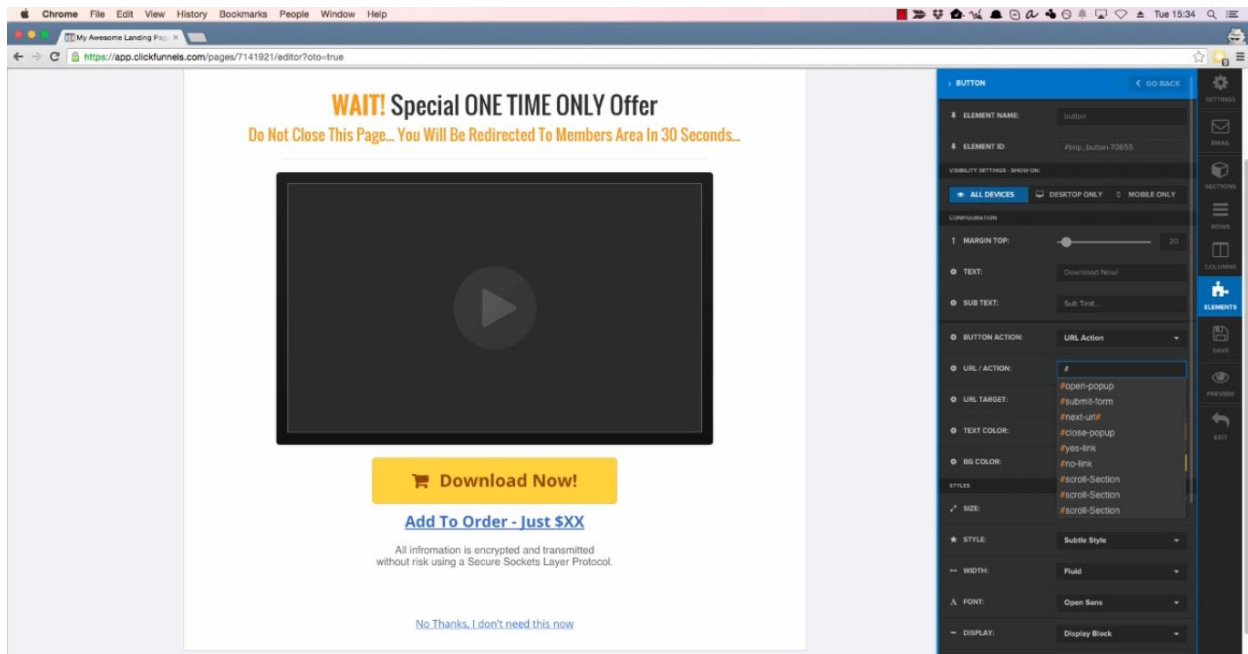 Chrome File Edit View History Bookmarks People Window Help
Tue 15:34
My Awesome Landing Pag
https://app.clickfunnels.com/pages/7141921/editor?oto=true
WAIT! Special ONE TIME ONLY Offer
Do Not Close This Page... You Will Be Redirected To Members Area In 30 Seconds...
Download Now!
Add To Order - Just $XX
All infromation is encrypted and transmitted
without risk using a Secure Sockets Layer Protocol.
No Thanks, I don't need this now
BUTTON
GO BACK
ELEMENT NAME: button
ELEMENT ID: #tmp_button-70655
VISIBILITY SETTINGS - SHOW ON:
ALL DEVICES DESKTOP ONLY MOBILE ONLY
CONFIGURATION
MARGIN TOP: 20
TEXT: Download Now!
SUB TEXT: Sub Text...
BUTTON ACTION: URL Action
URL / ACTION: #
#open-popup
#submit-form
#next-url#
#close-popup
#yes-link
#no-link
#scroll-Section
#scroll-Section
#scroll-Section
URL TARGET:
TEXT COLOR:
BG COLOR:
STYLES
SIZE:
STYLE: Subtle Style
WIDTH: Fluid
FONT: Open Sans
DISPLAY: Display Block
SETTINGS
EMAIL
SECTIONS
ROWS
COLUMNS
ELEMENTS
SAVE
PREVIEW
EXIT